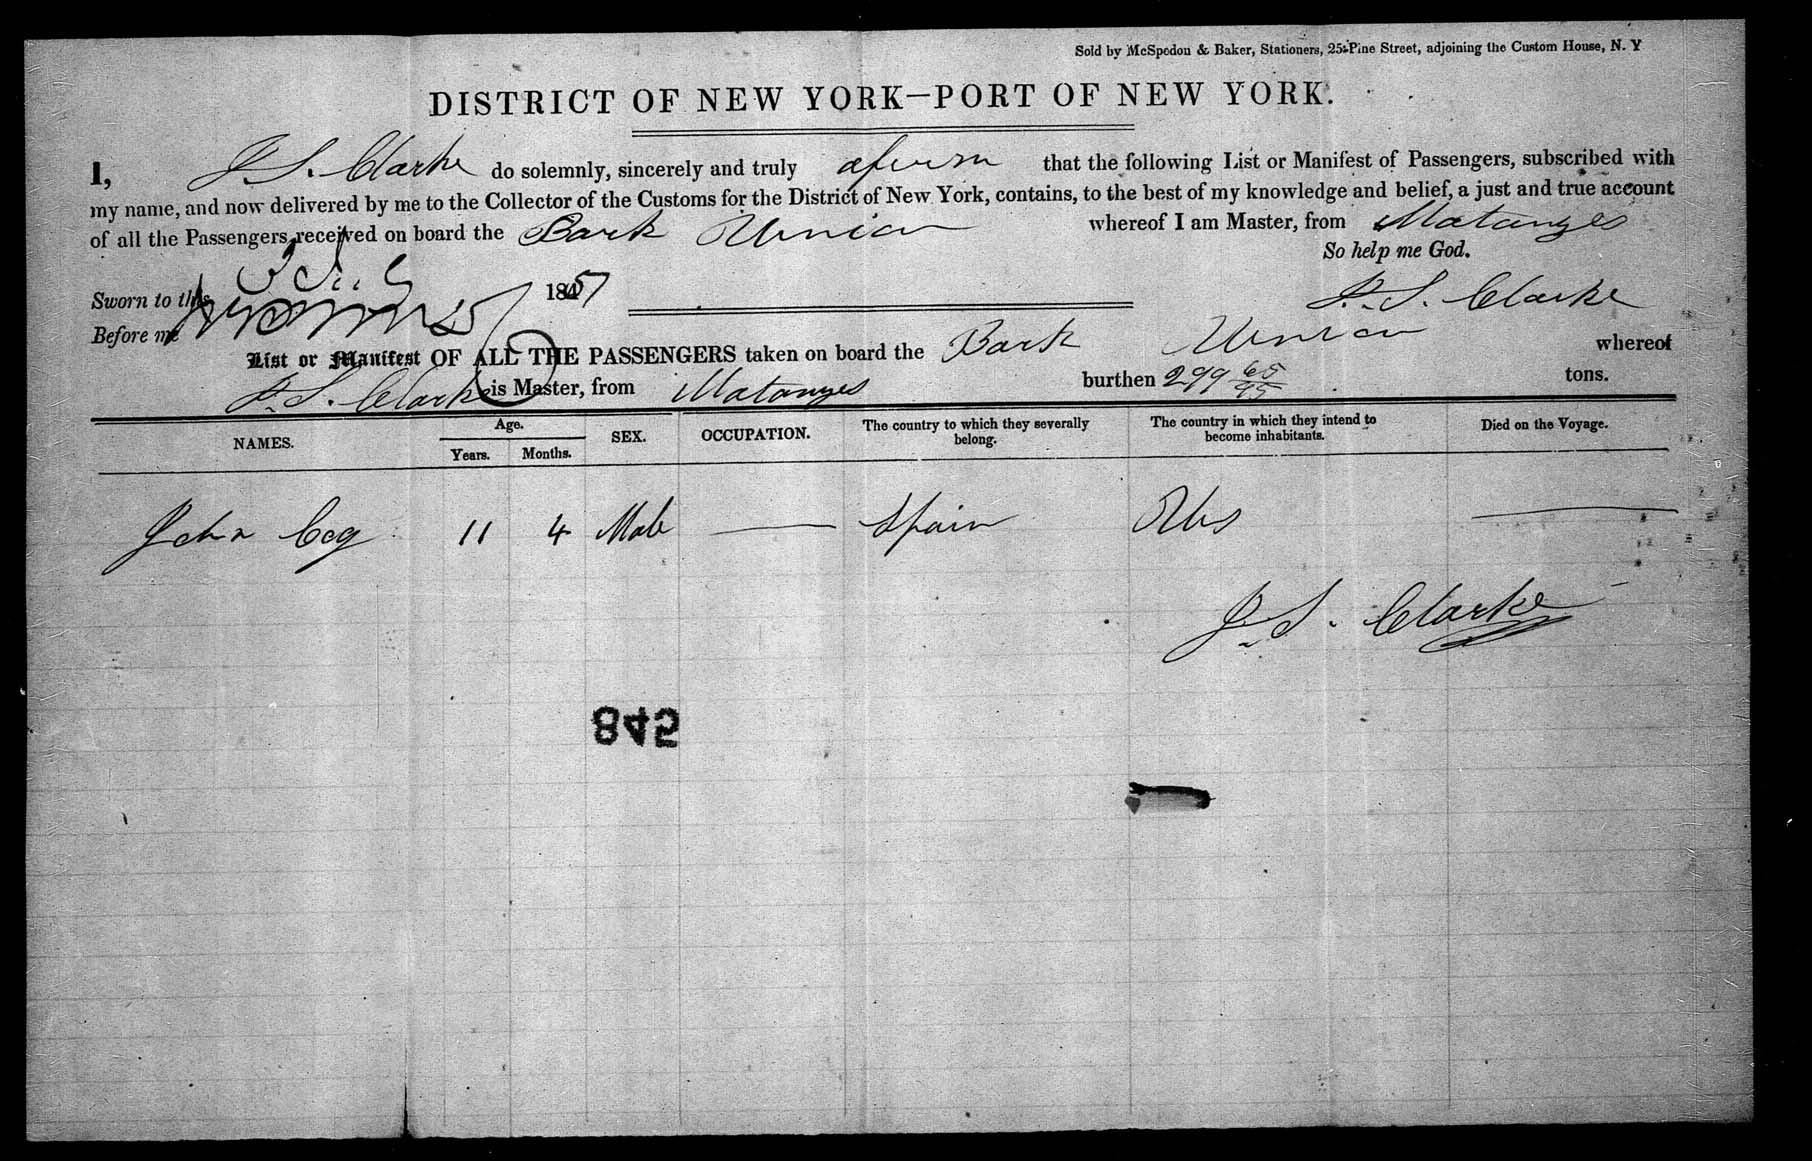 Sold by McSpedon & Baker, Stationers, 25 Pine Street, adjoining the Custom House, N. Y
DISTRICT OF NEW YORK—PORT OF NEW YORK.
I, J. S. Clarke do solemnly, sincerely and truly afirm that the following List or Manifest of Passengers, subscribed with
my name, and now delivered by me to the Collector of the Customs for the District of New York, contains, to the best of my knowledge and belief, a just and true account
of all the Passengers received on board the Bark Union whereof I am Master, from Matanzes
So help me God.
Sworn to this 1851
J. S. Clarke
Before me
List or Manifest OF ALL THE PASSENGERS taken on board the Bark Union whereof
J. S. Clarke is Master, from Matanzes burthen 299 65/95 tons.
NAMES. Age. Years. Months. SEX. OCCUPATION. The country to which they severally belong. The country in which they intend to become inhabitants. Died on the Voyage.
John 11 4 Male — Spain —
J. S. Clarke
845